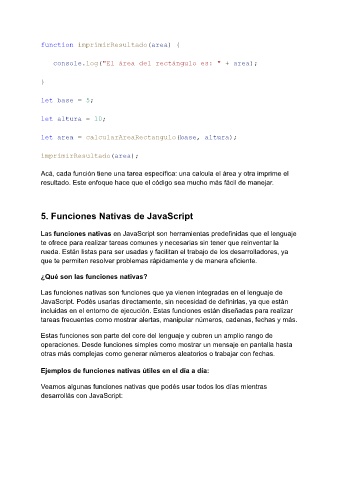 function imprimirResultado(area) {
console.log("El área del rectángulo es: " + area);
}
let base = 5;
let altura = 10;
let area = calcularAreaRectangulo(base, altura);
imprimirResultado(area);
Acá, cada función tiene una tarea específica: una calcula el área y otra imprime el
resultado. Este enfoque hace que el código sea mucho más fácil de manejar.
5. Funciones Nativas de JavaScript
Las funciones nativas en JavaScript son herramientas predefinidas que el lenguaje
te ofrece para realizar tareas comunes y necesarias sin tener que reinventar la
rueda. Están listas para ser usadas y facilitan el trabajo de los desarrolladores, ya
que te permiten resolver problemas rápidamente y de manera eficiente.
¿Qué son las funciones nativas?
Las funciones nativas son funciones que ya vienen integradas en el lenguaje de
JavaScript. Podés usarlas directamente, sin necesidad de definirlas, ya que están
incluidas en el entorno de ejecución. Estas funciones están diseñadas para realizar
tareas frecuentes como mostrar alertas, manipular números, cadenas, fechas y más.
Estas funciones son parte del core del lenguaje y cubren un amplio rango de
operaciones. Desde funciones simples como mostrar un mensaje en pantalla hasta
otras más complejas como generar números aleatorios o trabajar con fechas.
Ejemplos de funciones nativas útiles en el día a día:
Veamos algunas funciones nativas que podés usar todos los días mientras
desarrollás con JavaScript: